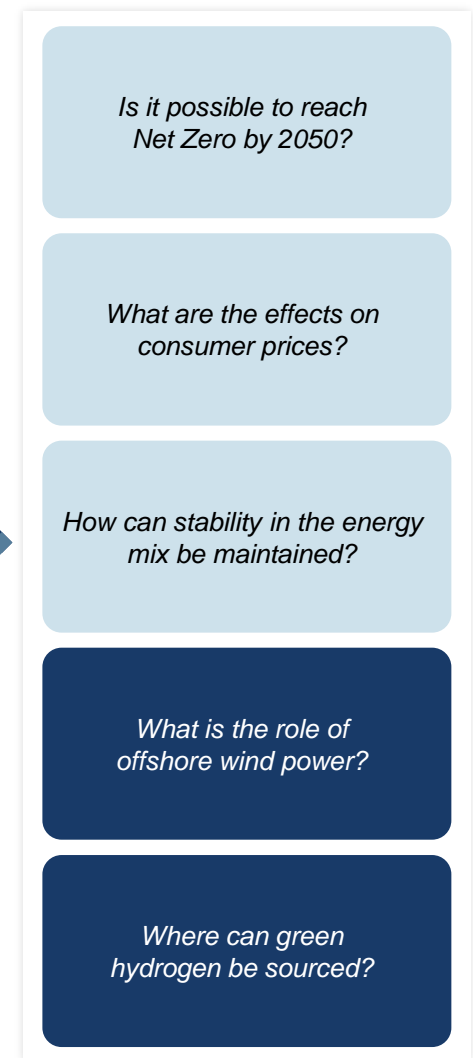 Is it possible to reach
Net Zero by 2050?
What are the effects on
consumer prices?
How can stability in the energy
mix be maintained?
What is the role of
offshore wind power?
Where can green
hydrogen be sourced?